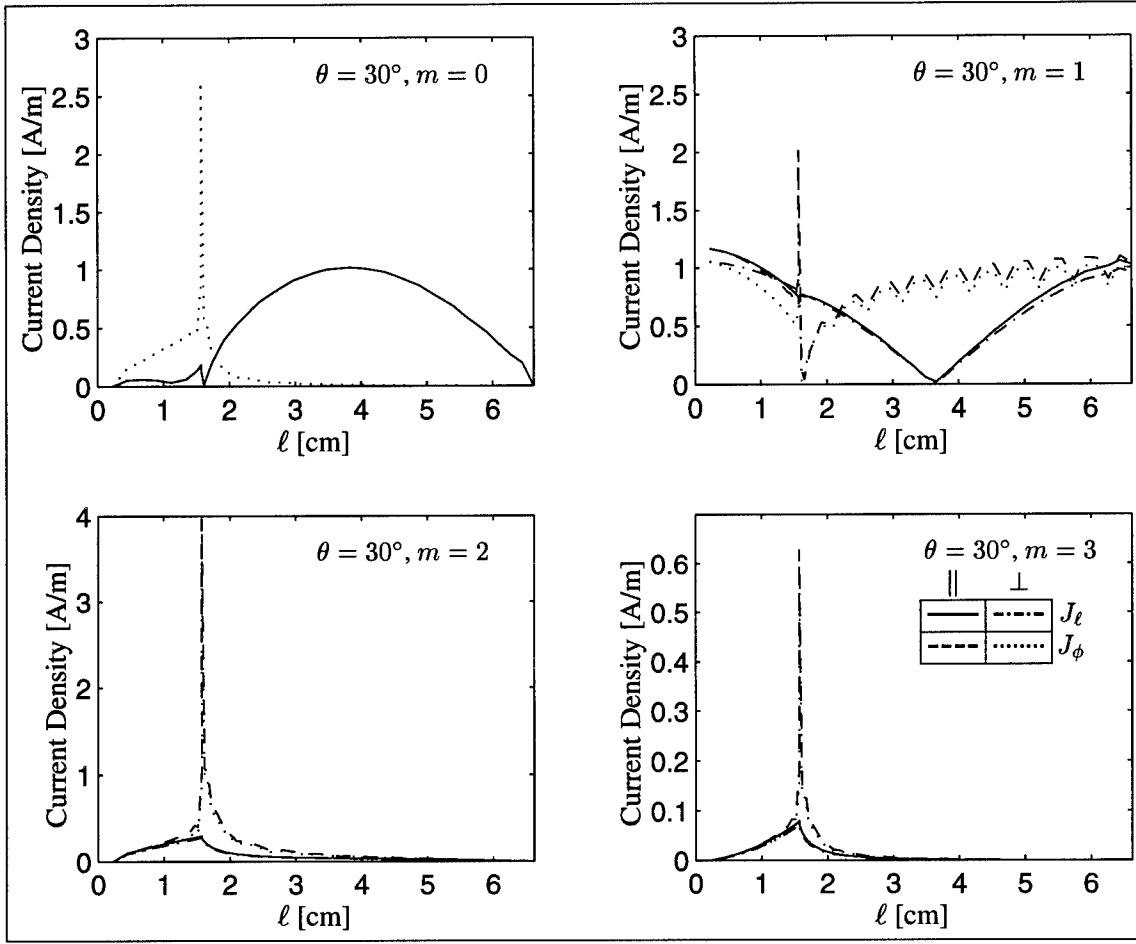 θ = 30°, m = 0
Current Density [A/m]
3
2.5
2
1.5
1
0.5
0
0 1 2 3 4 5 6
ℓ [cm]
θ = 30°, m = 1
Current Density [A/m]
3
2.5
2
1.5
1
0.5
0
0 1 2 3 4 5 6
ℓ [cm]
θ = 30°, m = 2
Current Density [A/m]
4
3
2
1
0
0 1 2 3 4 5 6
ℓ [cm]
θ = 30°, m = 3
|| ⊥
J_ℓ
J_ϕ
Current Density [A/m]
0.6
0.5
0.4
0.3
0.2
0.1
0
0 1 2 3 4 5 6
ℓ [cm]